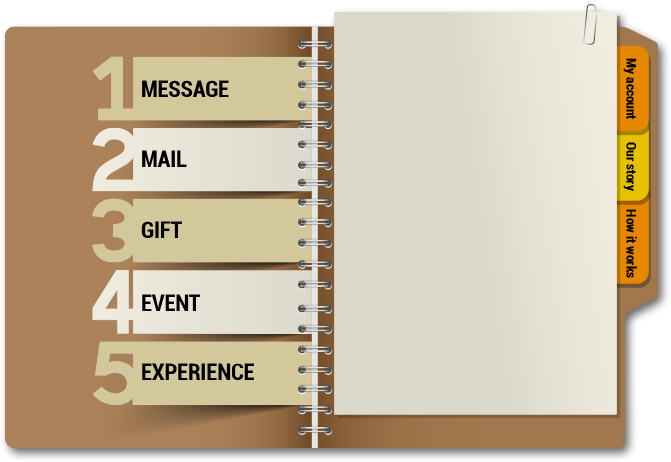 1 MESSAGE
2 MAIL
3 GIFT
4 EVENT
5 EXPERIENCE
My account
Our story
How it works